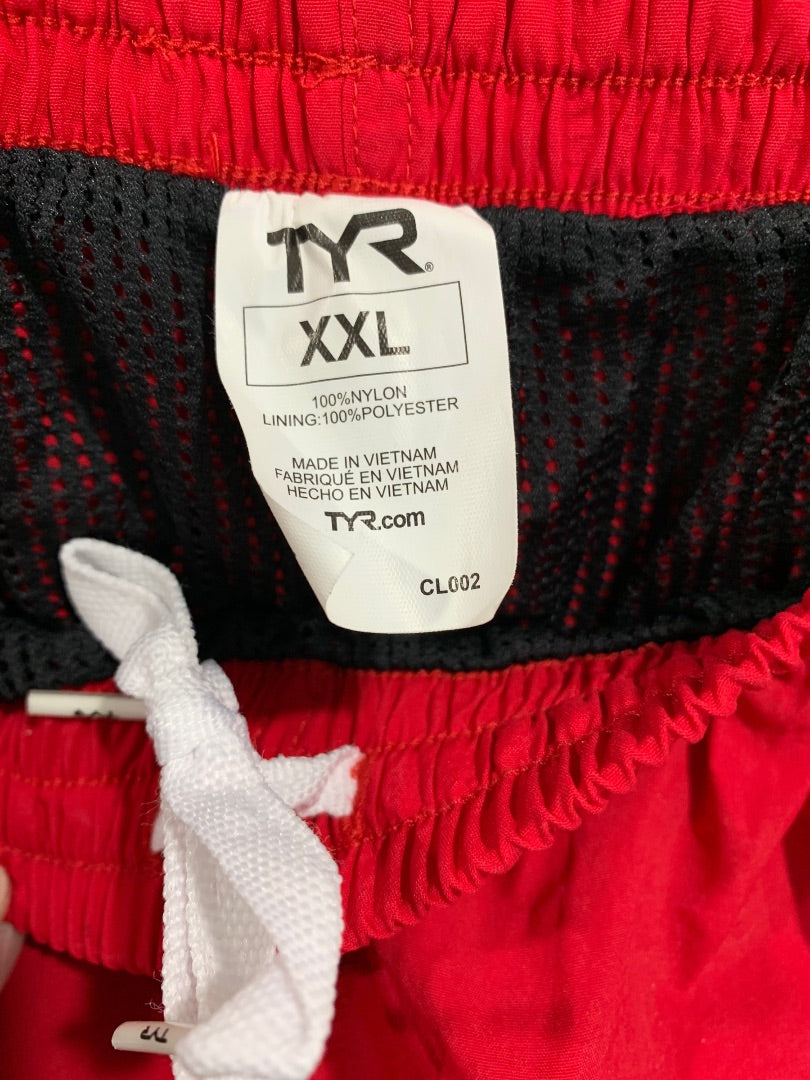 TYR®
XXL
100%NYLON
LINING:100%POLYESTER
MADE IN VIETNAM
FABRIQUÉ EN VIETNAM
HECHO EN VIETNAM
TYR.com
CL002
TYR